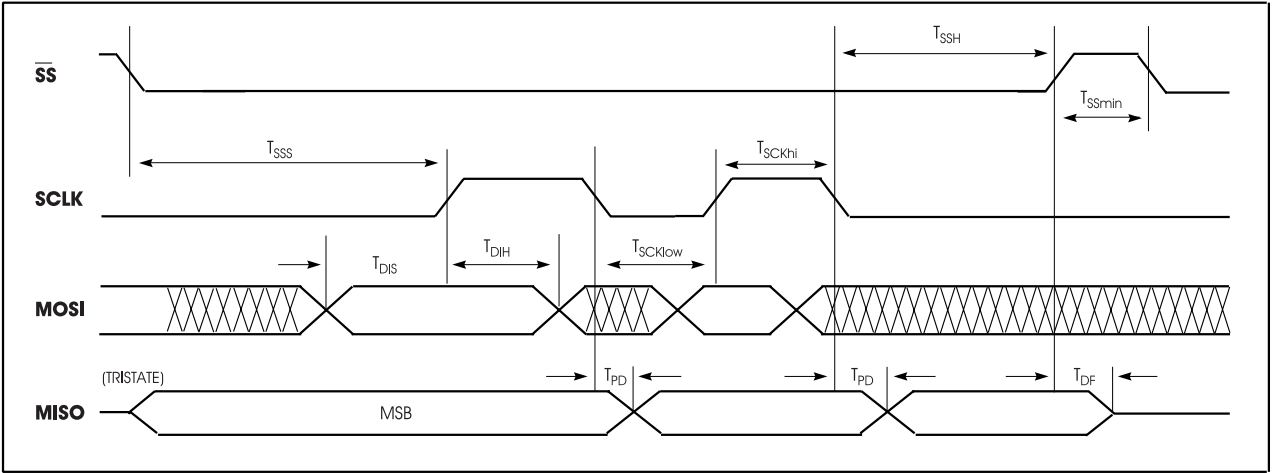 T_SSH
SS
T_SSmin
T_SSS
T_SCKhi
SCLK
T_DIS
T_DIH
T_SCKlow
MOSI
(TRISTATE)
T_PD
T_PD
T_DF
MISO
MSB